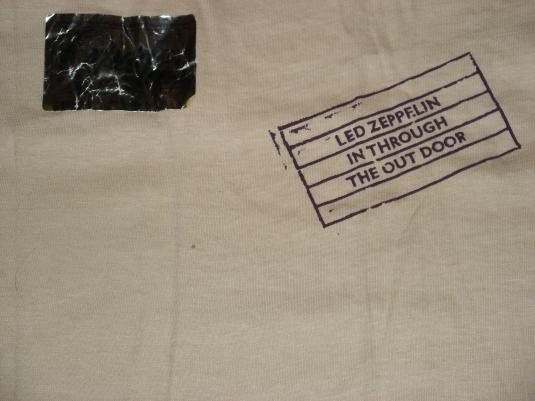 LED ZEPPELIN
IN THROUGH
THE OUT DOOR